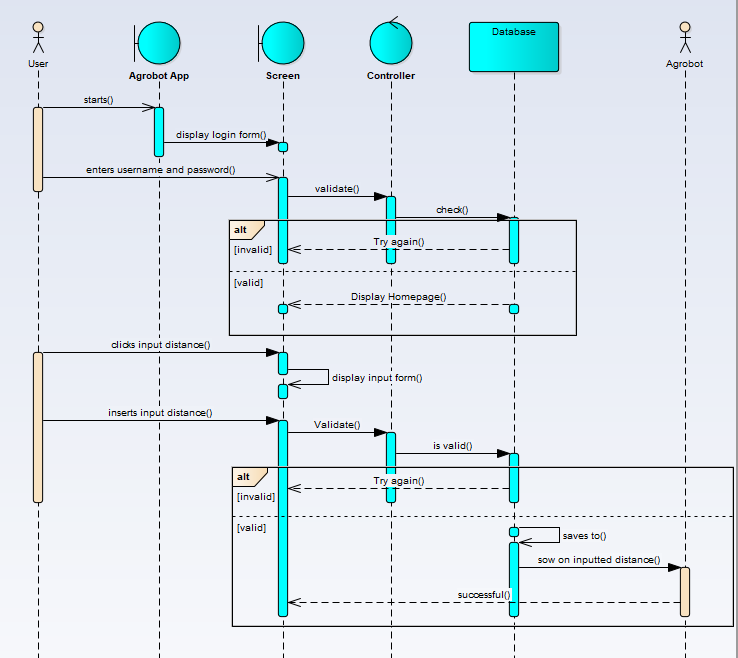 Database
User
Agrobot App
Screen
Controller
Agrobot
starts()
display login form()
enters username and password()
validate()
check()
alt
[invalid]
Try again()
[valid]
Display Homepage()
clicks input distance()
display input form()
inserts input distance()
Validate()
is valid()
alt
[invalid]
Try again()
[valid]
saves to()
sow on inputted distance()
successful()